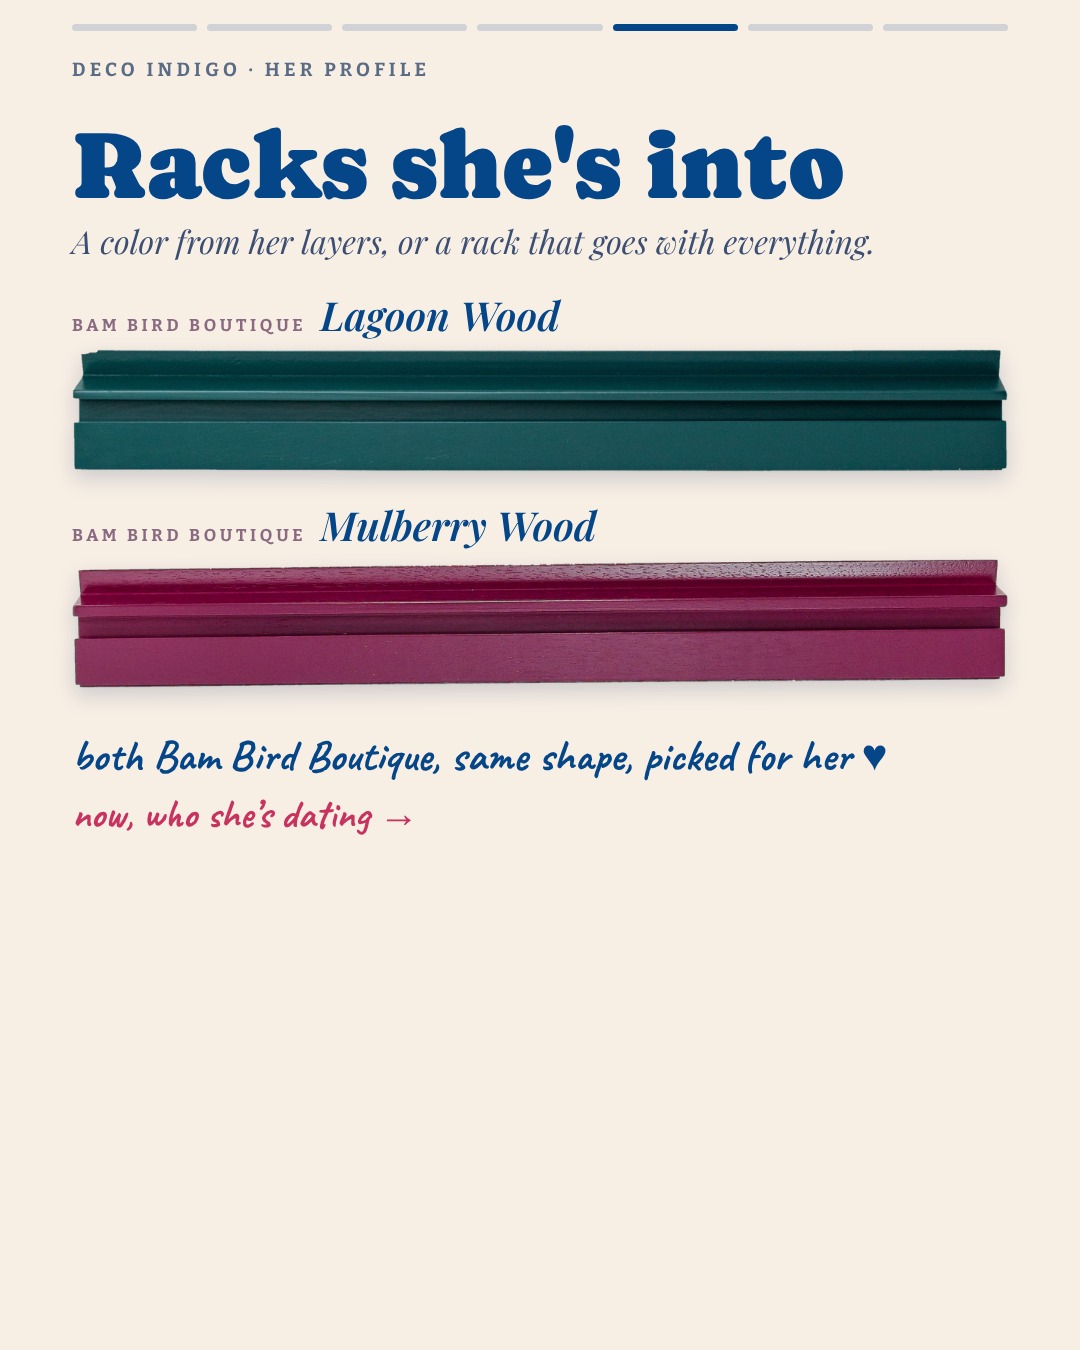 DECO INDIGO · HER PROFILE
Racks she's into
A color from her layers, or a rack that goes with everything.
BAM BIRD BOUTIQUE Lagoon Wood
BAM BIRD BOUTIQUE Mulberry Wood
both Bam Bird Boutique, same shape, picked for her ♥
now, who she’s dating →